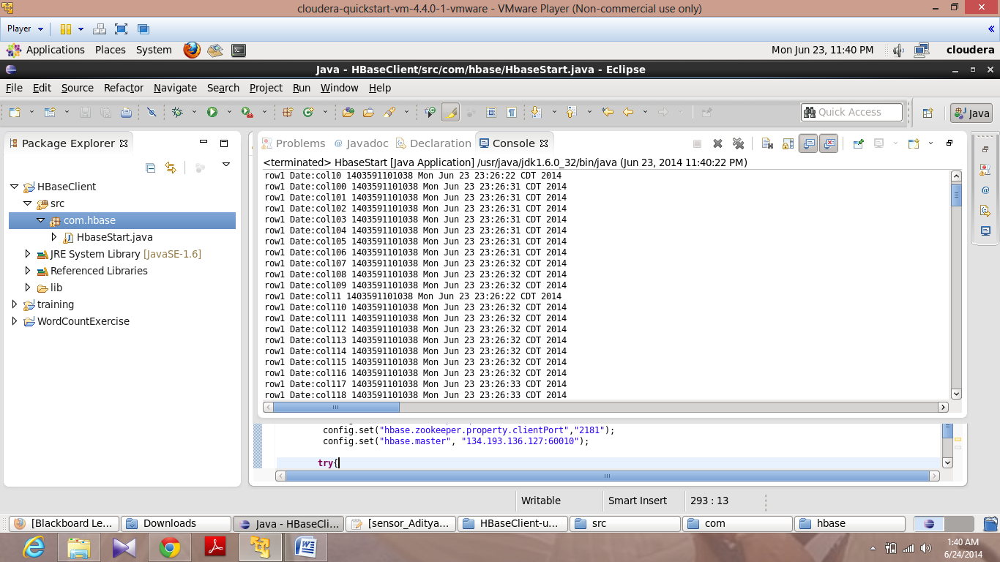 cloudera-quickstart-vm-4.4.0-1-vmware - VMware Player (Non-commercial use only)
Player
Applications Places System Mon Jun 23, 11:40 PM cloudera
Java - HBaseClient/src/com/hbase/HbaseStart.java - Eclipse
File Edit Source Refactor Navigate Search Project Run Window Help
Quick Access Java
Package Explorer
HBaseClient
src
com.hbase
HbaseStart.java
JRE System Library [JavaSE-1.6]
Referenced Libraries
lib
training
WordCountExercise
Problems Javadoc Declaration Console
<terminated> HbaseStart [Java Application] /usr/java/jdk1.6.0_32/bin/java (Jun 23, 2014 11:40:22 PM)
row1 Date:col10 1403591101038 Mon Jun 23 23:26:22 CDT 2014
row1 Date:col100 1403591101038 Mon Jun 23 23:26:31 CDT 2014
row1 Date:col101 1403591101038 Mon Jun 23 23:26:31 CDT 2014
row1 Date:col102 1403591101038 Mon Jun 23 23:26:31 CDT 2014
row1 Date:col103 1403591101038 Mon Jun 23 23:26:31 CDT 2014
row1 Date:col104 1403591101038 Mon Jun 23 23:26:31 CDT 2014
row1 Date:col105 1403591101038 Mon Jun 23 23:26:31 CDT 2014
row1 Date:col106 1403591101038 Mon Jun 23 23:26:31 CDT 2014
row1 Date:col107 1403591101038 Mon Jun 23 23:26:32 CDT 2014
row1 Date:col108 1403591101038 Mon Jun 23 23:26:32 CDT 2014
row1 Date:col109 1403591101038 Mon Jun 23 23:26:32 CDT 2014
row1 Date:col11 1403591101038 Mon Jun 23 23:26:22 CDT 2014
row1 Date:col110 1403591101038 Mon Jun 23 23:26:32 CDT 2014
row1 Date:col111 1403591101038 Mon Jun 23 23:26:32 CDT 2014
row1 Date:col112 1403591101038 Mon Jun 23 23:26:32 CDT 2014
row1 Date:col113 1403591101038 Mon Jun 23 23:26:32 CDT 2014
row1 Date:col114 1403591101038 Mon Jun 23 23:26:32 CDT 2014
row1 Date:col115 1403591101038 Mon Jun 23 23:26:32 CDT 2014
row1 Date:col116 1403591101038 Mon Jun 23 23:26:32 CDT 2014
row1 Date:col117 1403591101038 Mon Jun 23 23:26:33 CDT 2014
row1 Date:col118 1403591101038 Mon Jun 23 23:26:33 CDT 2014
config.set("hbase.zookeeper.property.clientPort","2181");
config.set("hbase.master", "134.193.136.127:60010");
try{
Writable Smart Insert 293 : 13
[Blackboard Le... Downloads Java - HBaseCli... [sensor_Aditya... HBaseClient-u... src com hbase
1:40 AM
6/24/2014